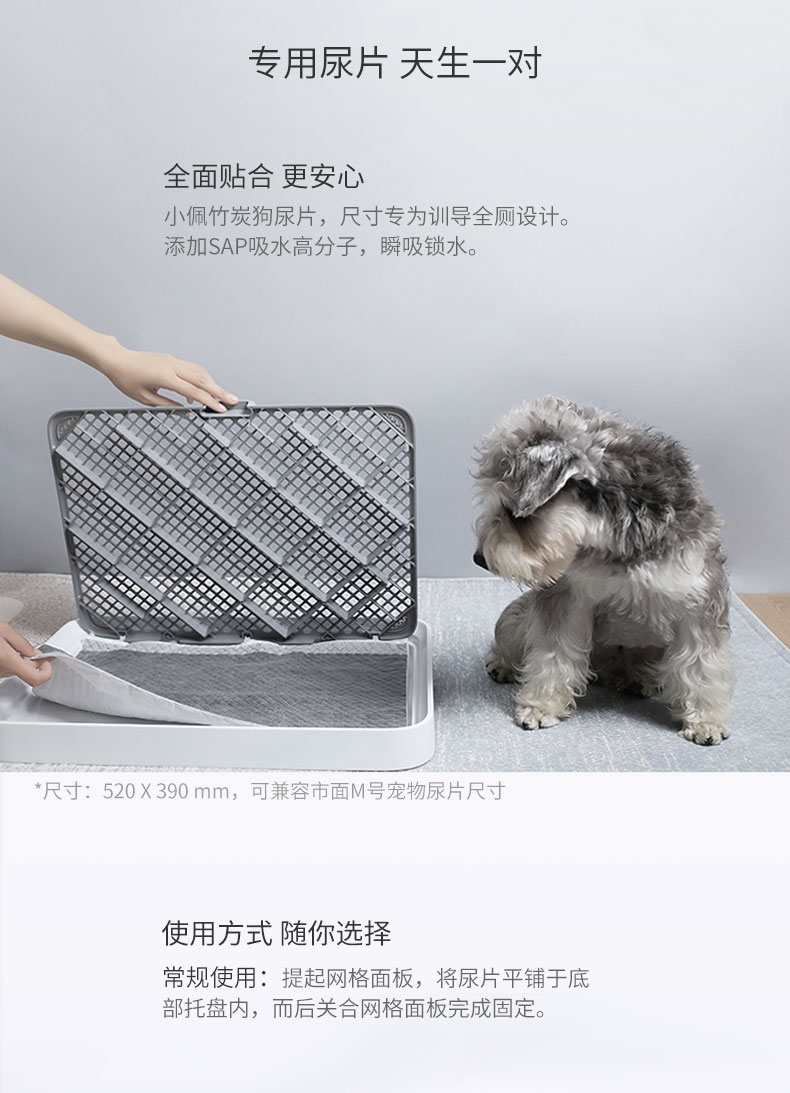 专用尿片 天生一对
全面贴合 更安心
小佩竹炭狗尿片，尺寸专为训导全厕设计。
添加SAP吸水高分子，瞬吸锁水。
*尺寸：520 X 390 mm，可兼容市面M号宠物尿片尺寸
使用方式 随你选择
常规使用：提起网格面板，将尿片平铺于底
部托盘内，而后关合网格面板完成固定。